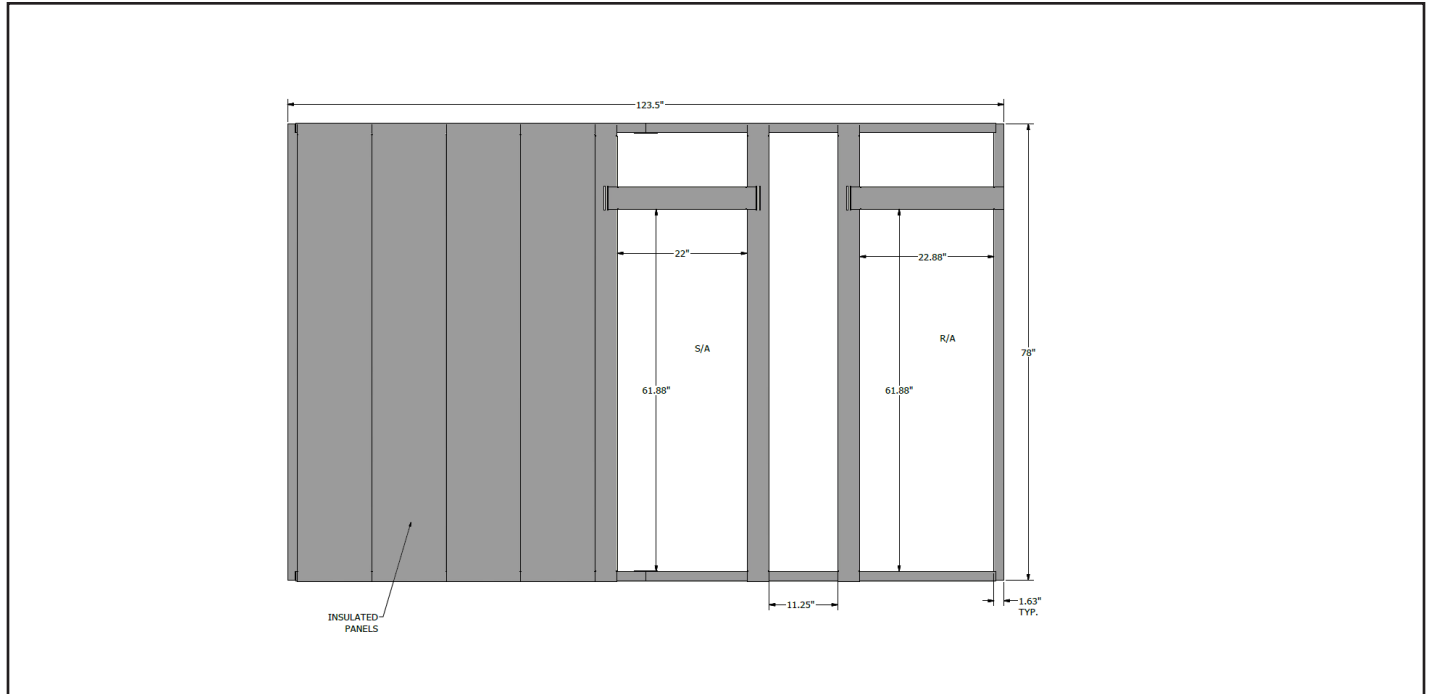 123.5"
22"
22.88"
S/A
R/A
78"
61.88"
61.88"
11.25"
1.63"
TYP.
INSULATED
PANELS